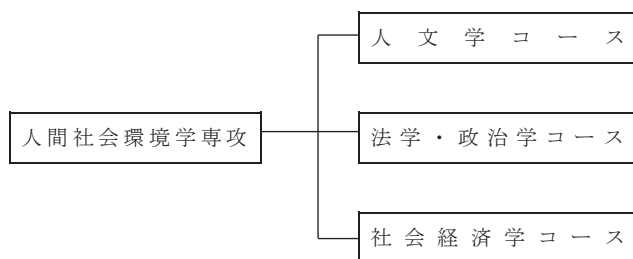 人文学コース
人間社会環境学専攻
法学・政治学コース
社会経済学コース